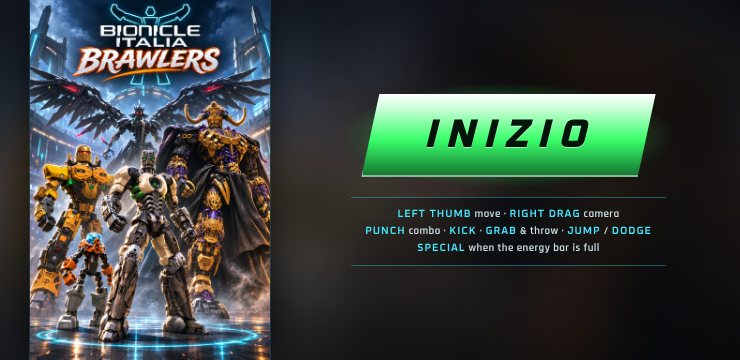 BIONICLE
ITALIA
BRAWLERS
INIZIO
LEFT THUMB move · RIGHT DRAG camera
PUNCH combo · KICK · GRAB & throw · JUMP / DODGE
SPECIAL when the energy bar is full